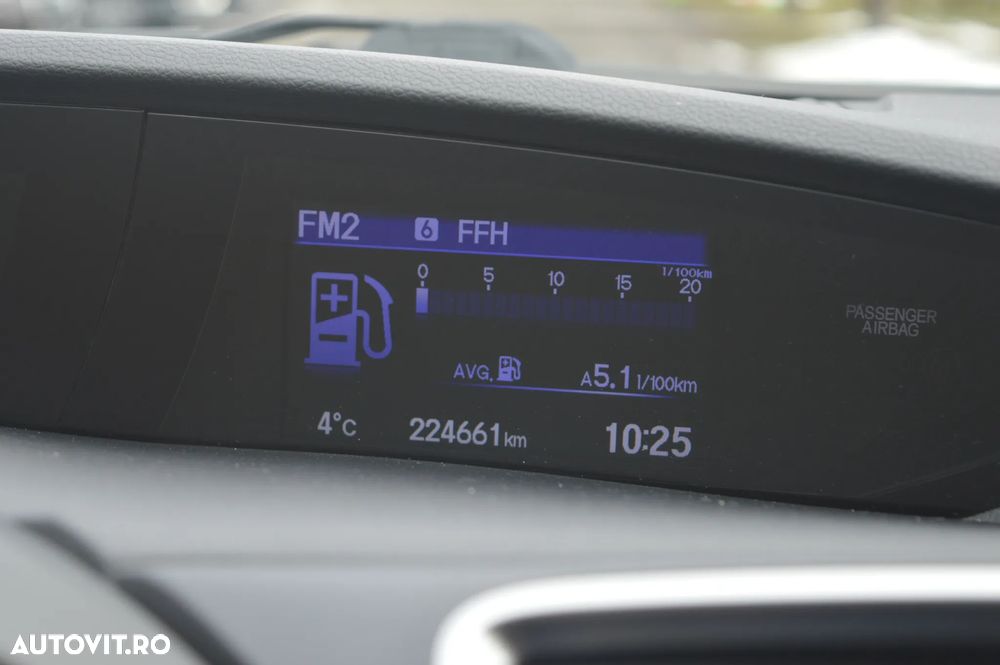 FM2 6 FFH
l/100km
0 5 10 15 20
AVG. A5.1 l/100km
4°C 224661km 10:25
PASSENGER
AIRBAG
AUTOVIT.RO